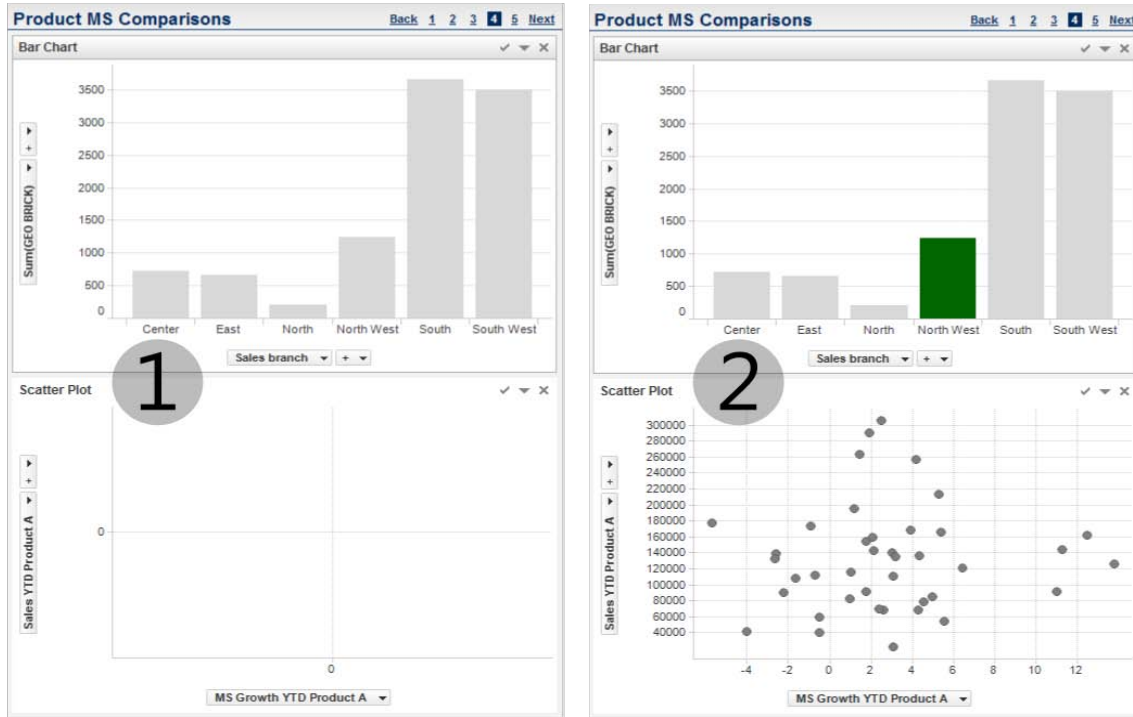 Product MS Comparisons
Back 1 2 3 4 5 Next
Bar Chart
Sum(GEO BRICK)
3500
3000
2500
2000
1500
1000
500
0
Center East North North West South South West
Sales branch +
1
Scatter Plot
Sales YTD Product A
0
0
MS Growth YTD Product A
Product MS Comparisons
Back 1 2 3 4 5 Next
Bar Chart
Sum(GEO BRICK)
3500
3000
2500
2000
1500
1000
500
0
Center East North North West South South West
Sales branch +
2
Scatter Plot
Sales YTD Product A
300000
280000
260000
240000
220000
200000
180000
160000
140000
120000
100000
80000
60000
40000
-4 -2 0 2 4 6 8 10 12
MS Growth YTD Product A